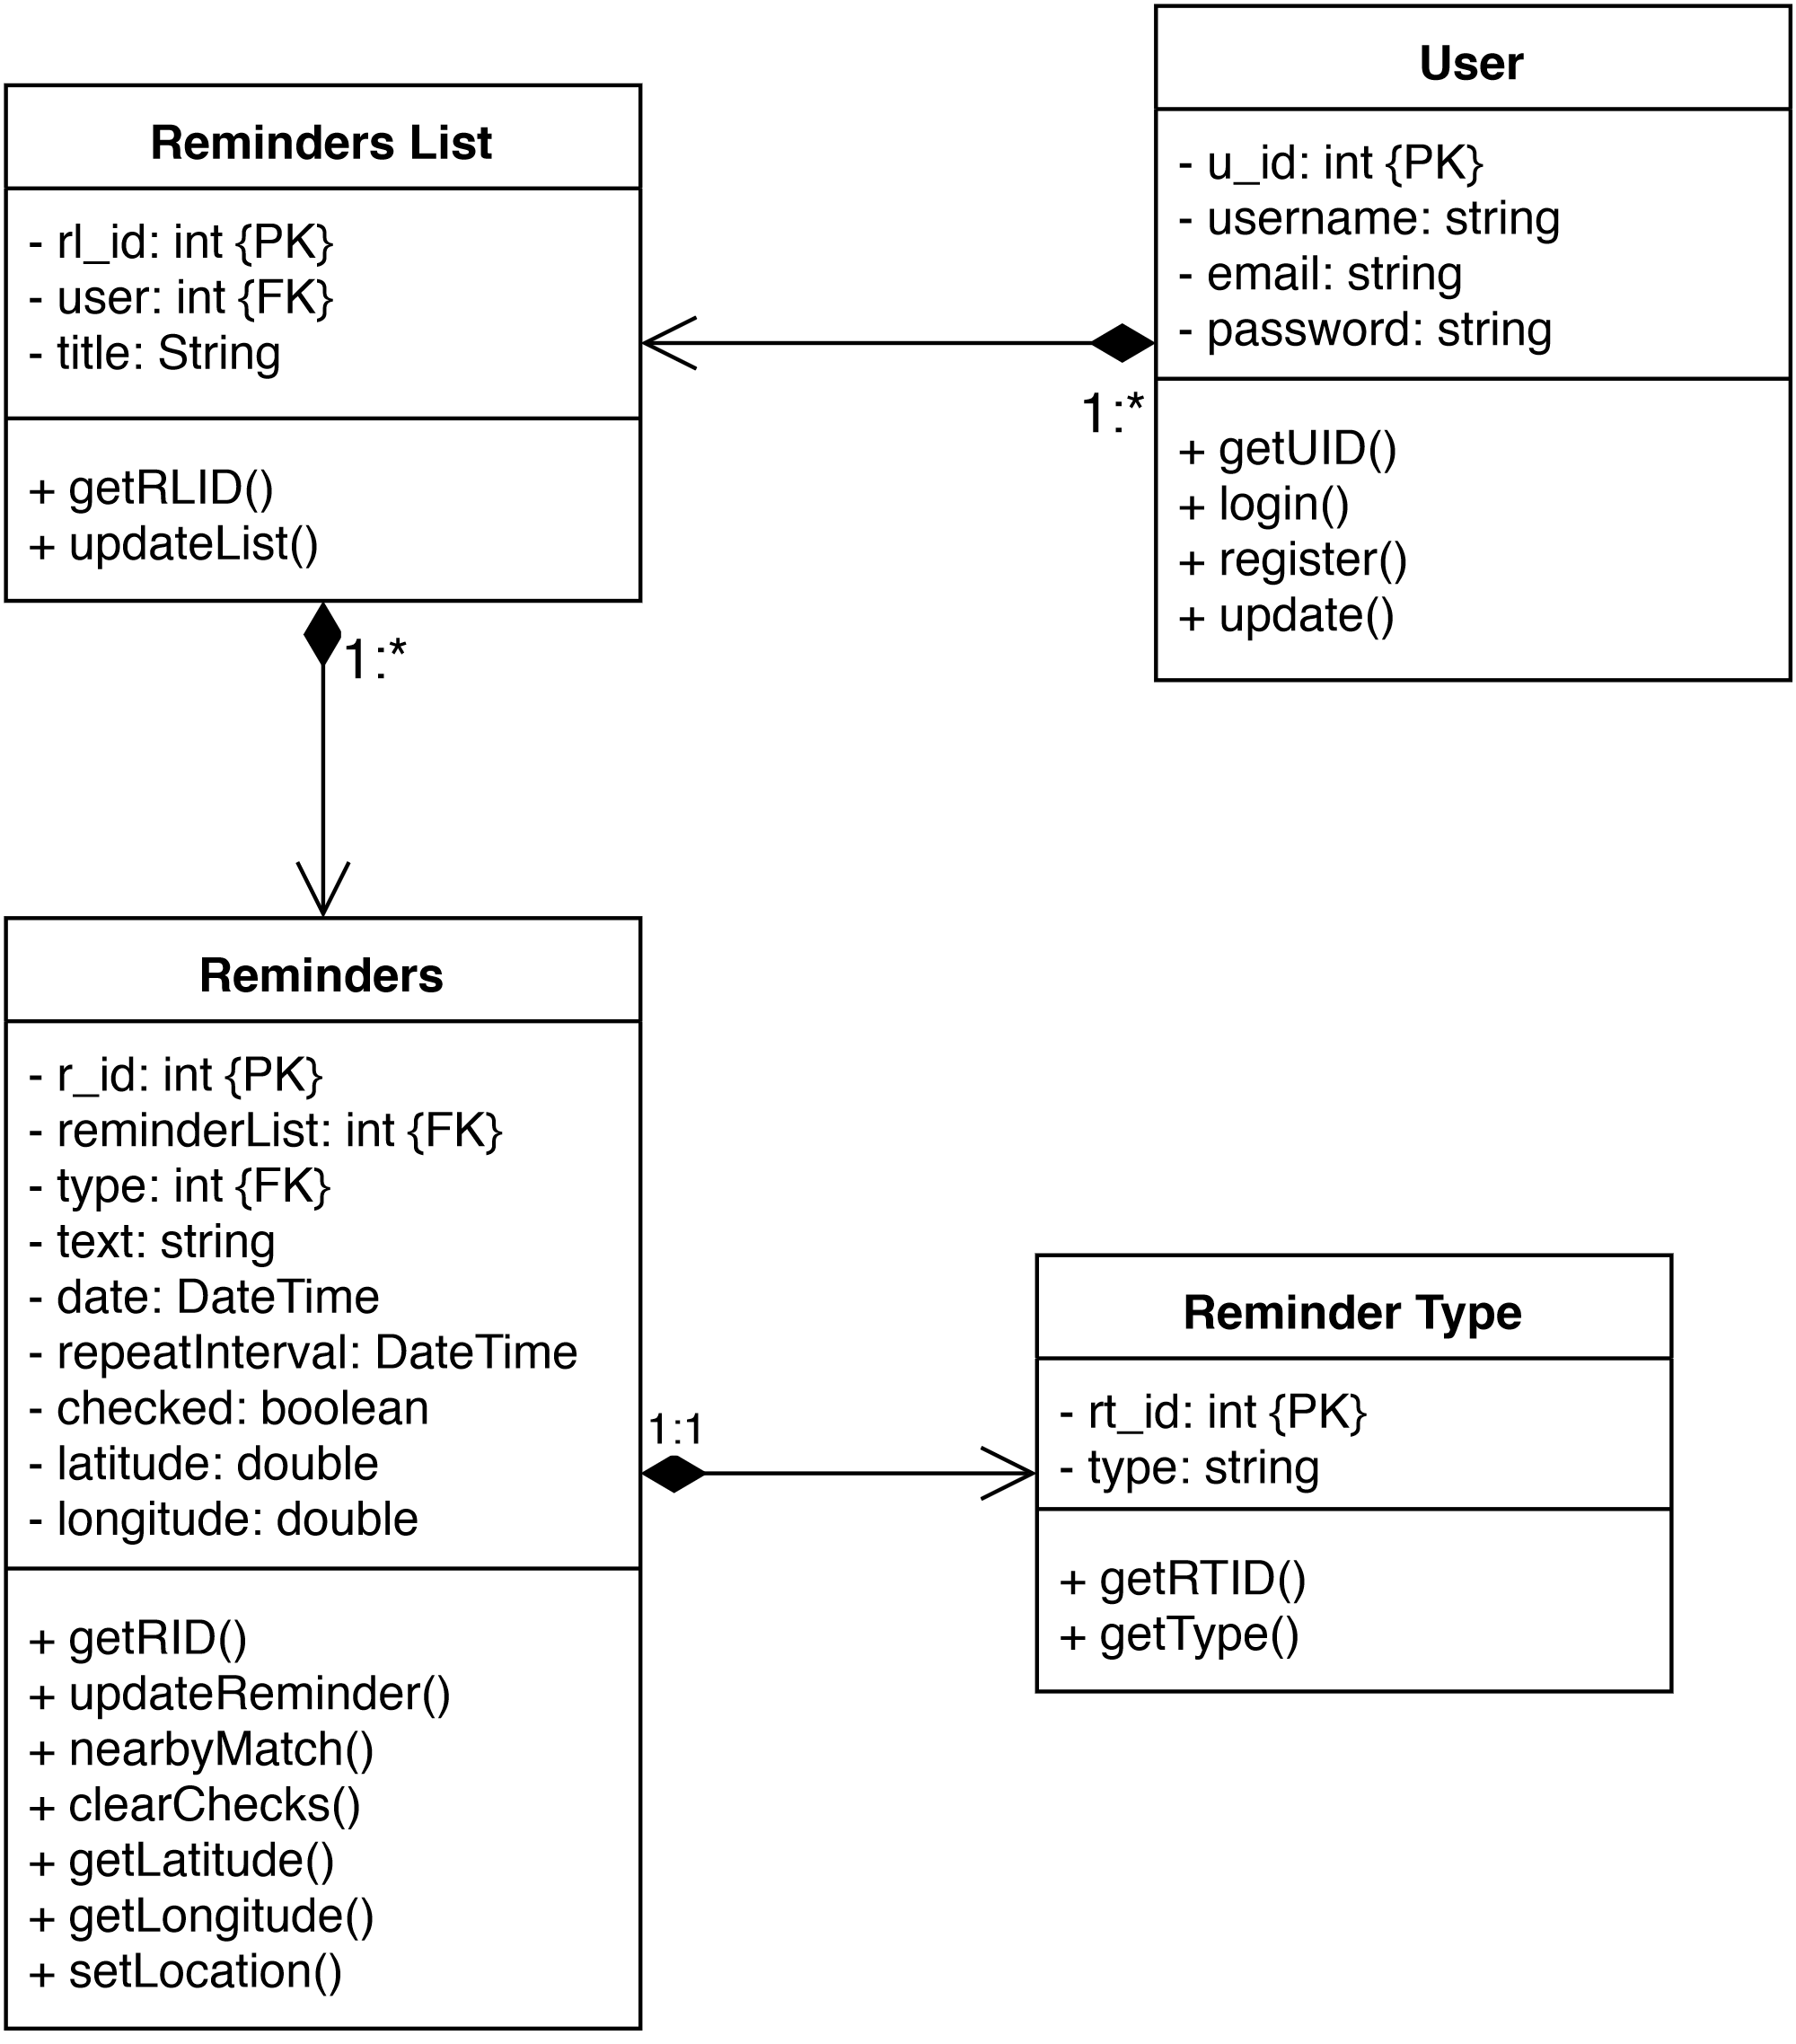 Reminders List
- rl_id: int {PK}
- user: int {FK}
- title: String
+ getRLID()
+ updateList()
1:*
User
- u_id: int {PK}
- username: string
- email: string
- password: string
+ getUID()
+ login()
+ register()
+ update()
1:*
Reminders
- r_id: int {PK}
- reminderList: int {FK}
- type: int {FK}
- text: string
- date: DateTime
- repeatInterval: DateTime
- checked: boolean
- latitude: double
- longitude: double
+ getRID()
+ updateReminder()
+ nearbyMatch()
+ clearChecks()
+ getLatitude()
+ getLongitude()
+ setLocation()
1:1
Reminder Type
- rt_id: int {PK}
- type: string
+ getRTID()
+ getType()